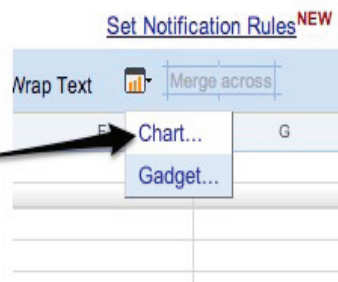 Set Notification Rules NEW
Wrap Text Merge across
F G
Chart...
Gadget...